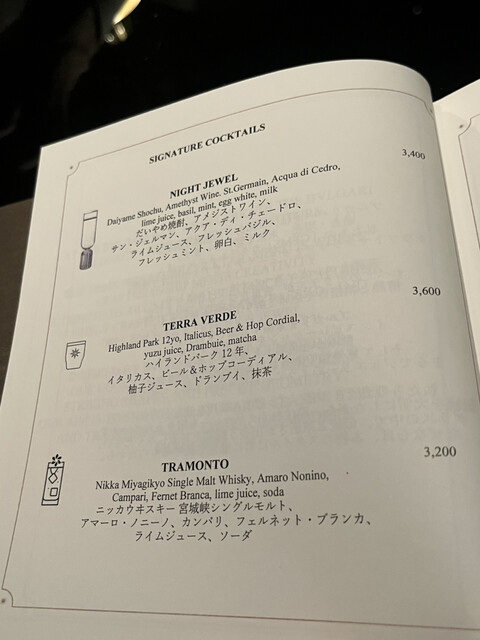 SIGNATURE COCKTAILS
NIGHT JEWEL
3,400
Daiyame Shochu, Amethyst Wine. St.Germain, Acqua di Cedro,
lime juice, basil, mint, egg white, milk
だいやめ焼酎、アメジストワイン、
サン・ジェルマン、アクア・ディ・チェードロ、
ライムジュース、フレッシュバジル、
フレッシュミント、卵白、ミルク
TERRA VERDE
3,600
Highland Park 12yo, Italicus, Beer & Hop Cordial,
yuzu juice, Drambuie, matcha
ハイランドパーク 12 年、
イタリカス、ビール＆ホップコーディアル、
柚子ジュース、ドランブイ、抹茶
TRAMONTO
3,200
Nikka Miyagikyo Single Malt Whisky, Amaro Nonino,
Campari, Fernet Branca, lime juice, soda
ニッカウヰスキー 宮城峡シングルモルト、
アマーロ・ノニーノ、カンパリ、フェルネット・ブランカ、
ライムジュース、ソーダ